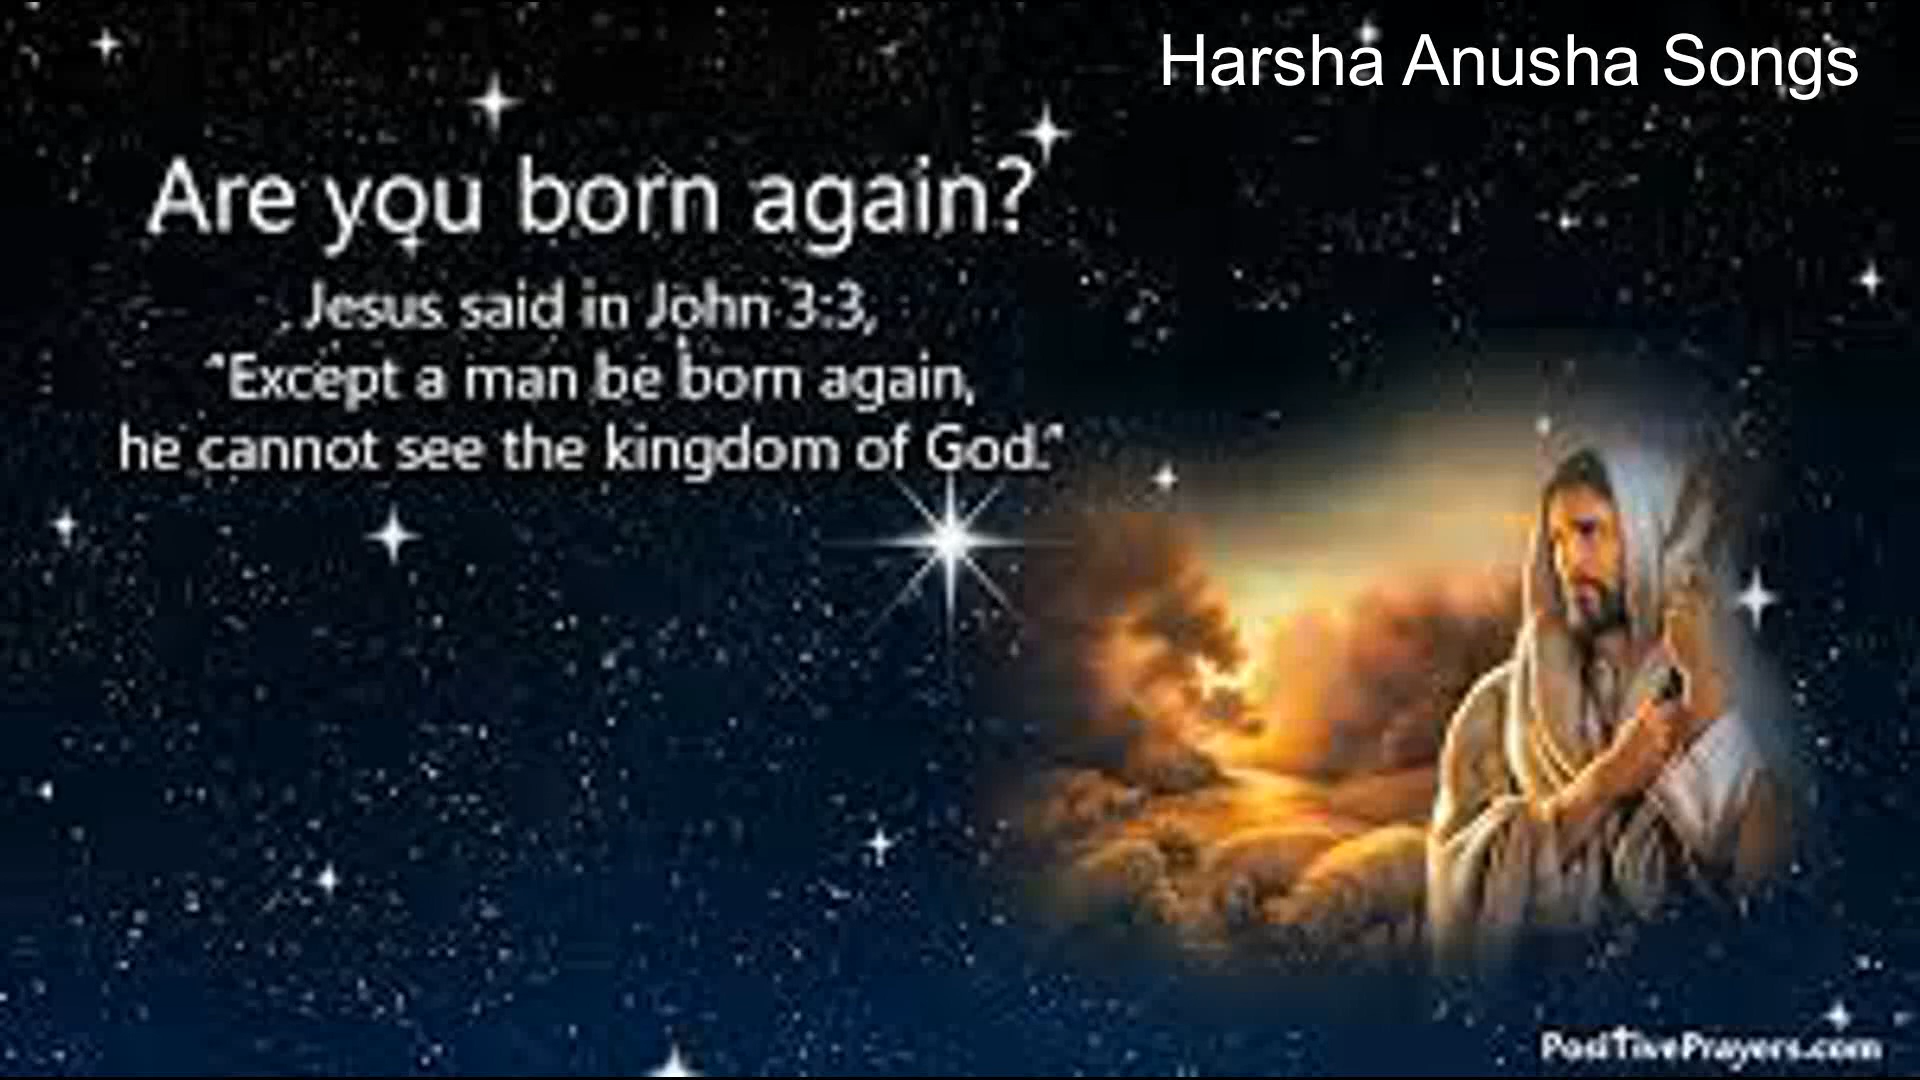 Harsha Anusha Songs
Are you born again?
Jesus said in John 3:3,
"Except a man be born again,
he cannot see the kingdom of God."
PosiTivePrayers.com